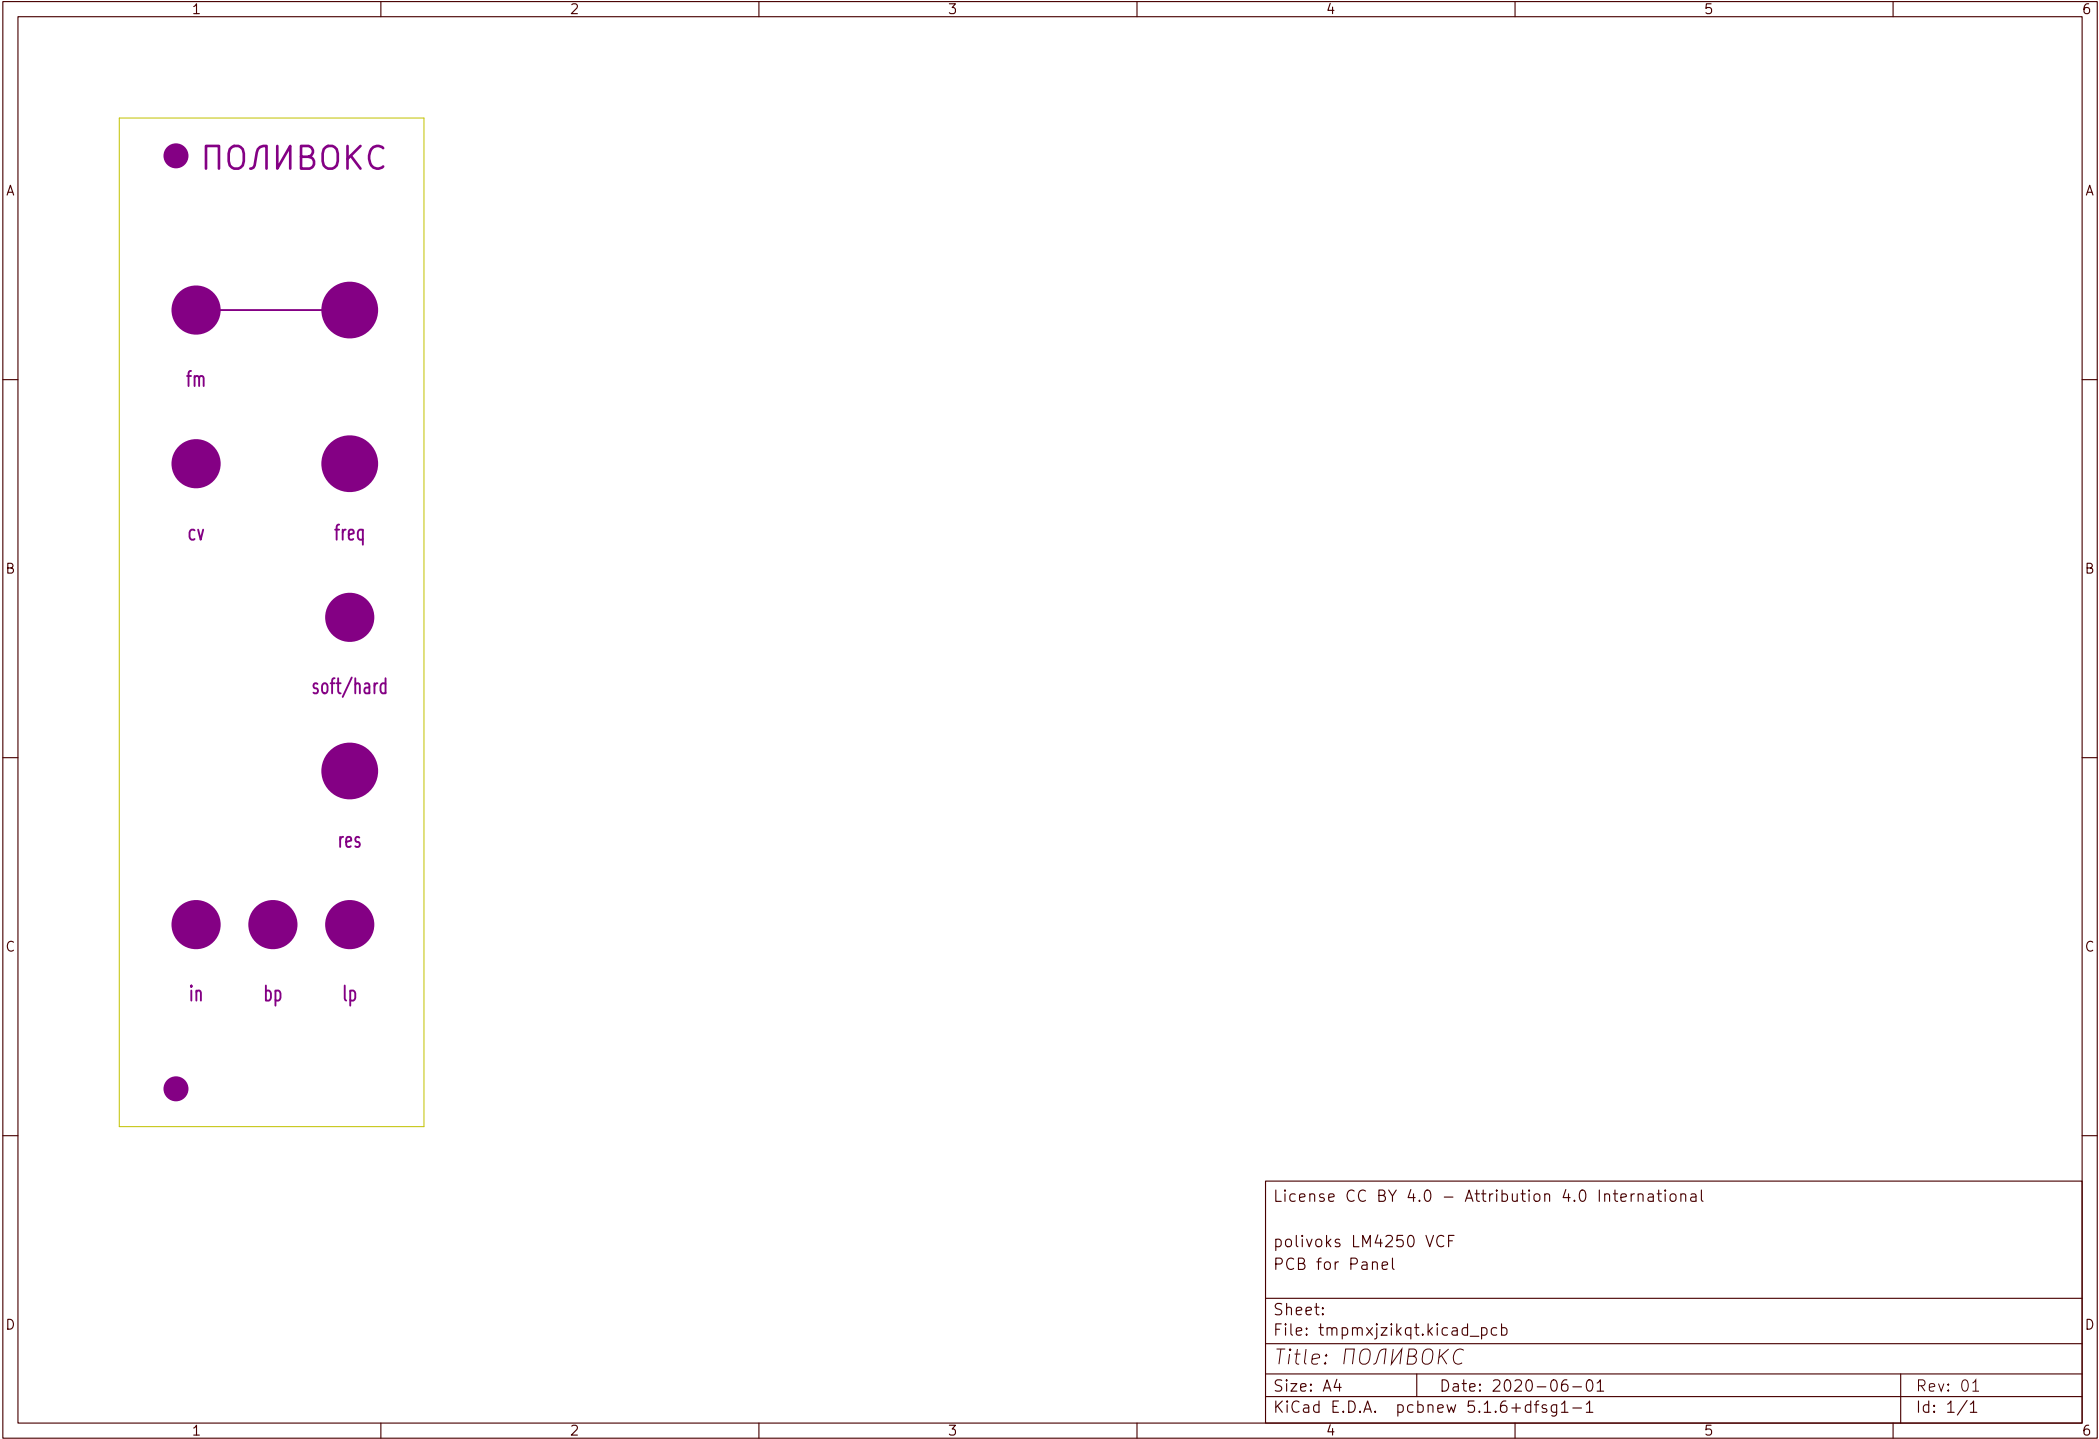 1 2 3 4 5 6
ПОЛИВОКС
A A
fm
cv freq
B B
soft/hard
res
C C
in bp lp
License CC BY 4.0 – Attribution 4.0 International
polivoks LM4250 VCF
PCB for Panel
Sheet:
File: tmpmxjzikqt.kicad_pcb
D D
Title: ПОЛИВОКС
Size: A4 Date: 2020-06-01 Rev: 01
KiCad E.D.A. pcbnew 5.1.6+dfsg1-1 Id: 1/1
1 2 3 4 5 6